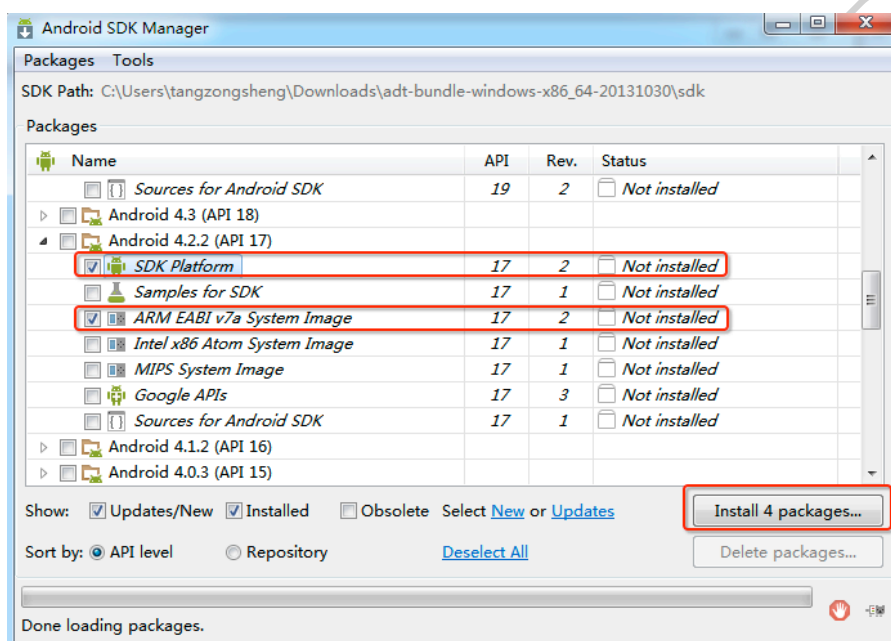 Android SDK Manager
Packages Tools
SDK Path: C:\Users\tangzongsheng\Downloads\adt-bundle-windows-x86_64-20131030\sdk
Packages
Name API Rev. Status
Sources for Android SDK 19 2 Not installed
Android 4.3 (API 18)
Android 4.2.2 (API 17)
SDK Platform 17 2 Not installed
Samples for SDK 17 1 Not installed
ARM EABI v7a System Image 17 2 Not installed
Intel x86 Atom System Image 17 1 Not installed
MIPS System Image 17 1 Not installed
Google APIs 17 3 Not installed
Sources for Android SDK 17 1 Not installed
Android 4.1.2 (API 16)
Android 4.0.3 (API 15)
Show: Updates/New Installed Obsolete Select New or Updates Install 4 packages...
Sort by: API level Repository Deselect All Delete packages...
Done loading packages.